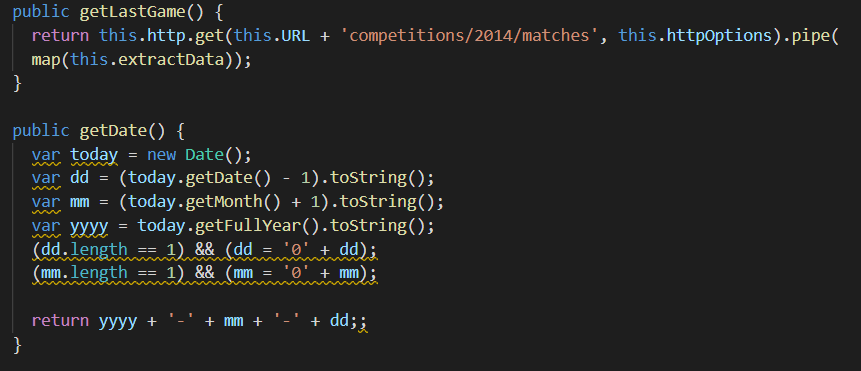 public getLastGame() {
return this.http.get(this.URL + 'competitions/2014/matches', this.httpOptions).pipe(
map(this.extractData));
}
public getDate() {
var today = new Date();
var dd = (today.getDate() - 1).toString();
var mm = (today.getMonth() + 1).toString();
var yyyy = today.getFullYear().toString();
(dd.length == 1) && (dd = '0' + dd);
(mm.length == 1) && (mm = '0' + mm);
return yyyy + '-' + mm + '-' + dd;;
}